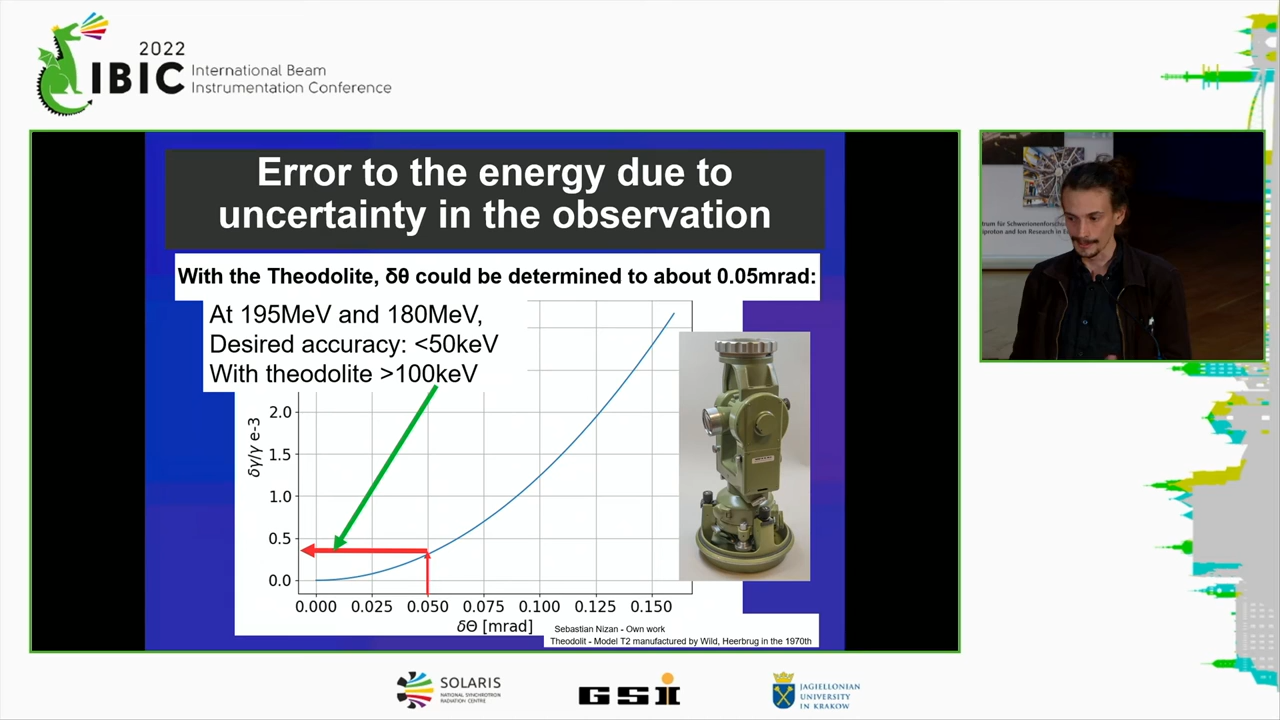 2022
IBIC
International Beam
Instrumentation Conference
Error to the energy due to
uncertainty in the observation
With the Theodolite, δθ could be determined to about 0.05mrad:
At 195MeV and 180MeV,
Desired accuracy: <50keV
With theodolite >100keV
δγ/γ e-3
2.0
1.5
1.0
0.5
0.0
0.000 0.025 0.050 0.075 0.100 0.125 0.150
δΘ [mrad]
Sebastian Nizan - Own work
Theodolit - Model T2 manufactured by Wild, Heerbrug in the 1970th
trum für Schwerionenforsch
SOLARIS
NATIONAL SYNCHROTRON
RADIATION CENTRE
GSI
JAGIELLONIAN
UNIVERSITY
IN KRAKOW